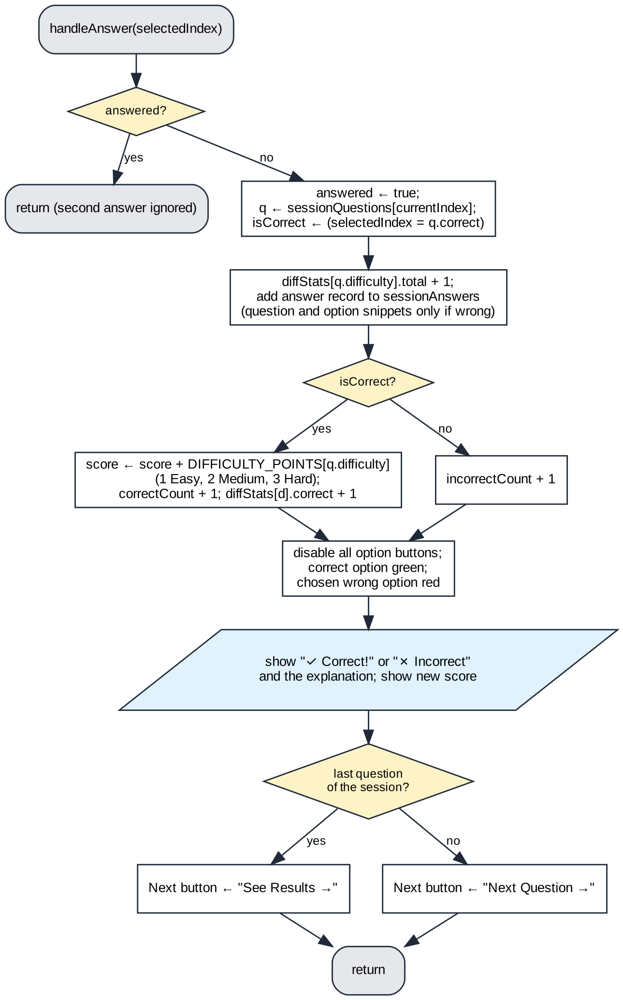 handleAnswer(selectedIndex)
answered?
yes
no
return (second answer ignored)
answered ← true;
q ← sessionQuestions[currentIndex];
isCorrect ← (selectedIndex = q.correct)
diffStats[q.difficulty].total + 1;
add answer record to sessionAnswers
(question and option snippets only if wrong)
isCorrect?
yes
no
score ← score + DIFFICULTY_POINTS[q.difficulty]
(1 Easy, 2 Medium, 3 Hard);
correctCount + 1; diffStats[d].correct + 1
incorrectCount + 1
disable all option buttons;
correct option green;
chosen wrong option red
show "✓ Correct!" or "✕ Incorrect"
and the explanation; show new score
last question
of the session?
yes
no
Next button ← "See Results →"
Next button ← "Next Question →"
return